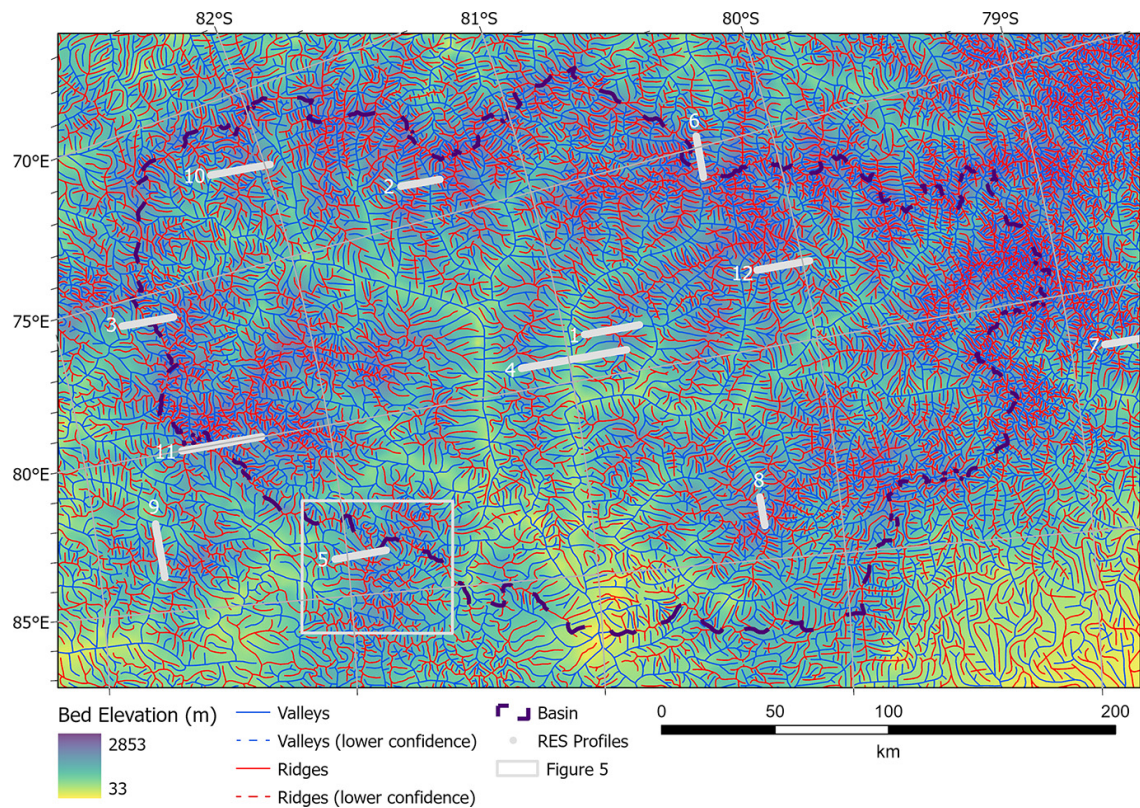 82°S 81°S 80°S 79°S
6
70°E
10
2
12
75°E
3
1
7
4
11
80°E
8
9
5
85°E
Bed Elevation (m)
2853
33
Valleys
Valleys (lower confidence)
Ridges
Ridges (lower confidence)
Basin
RES Profiles
Figure 5
0 50 100 200
km